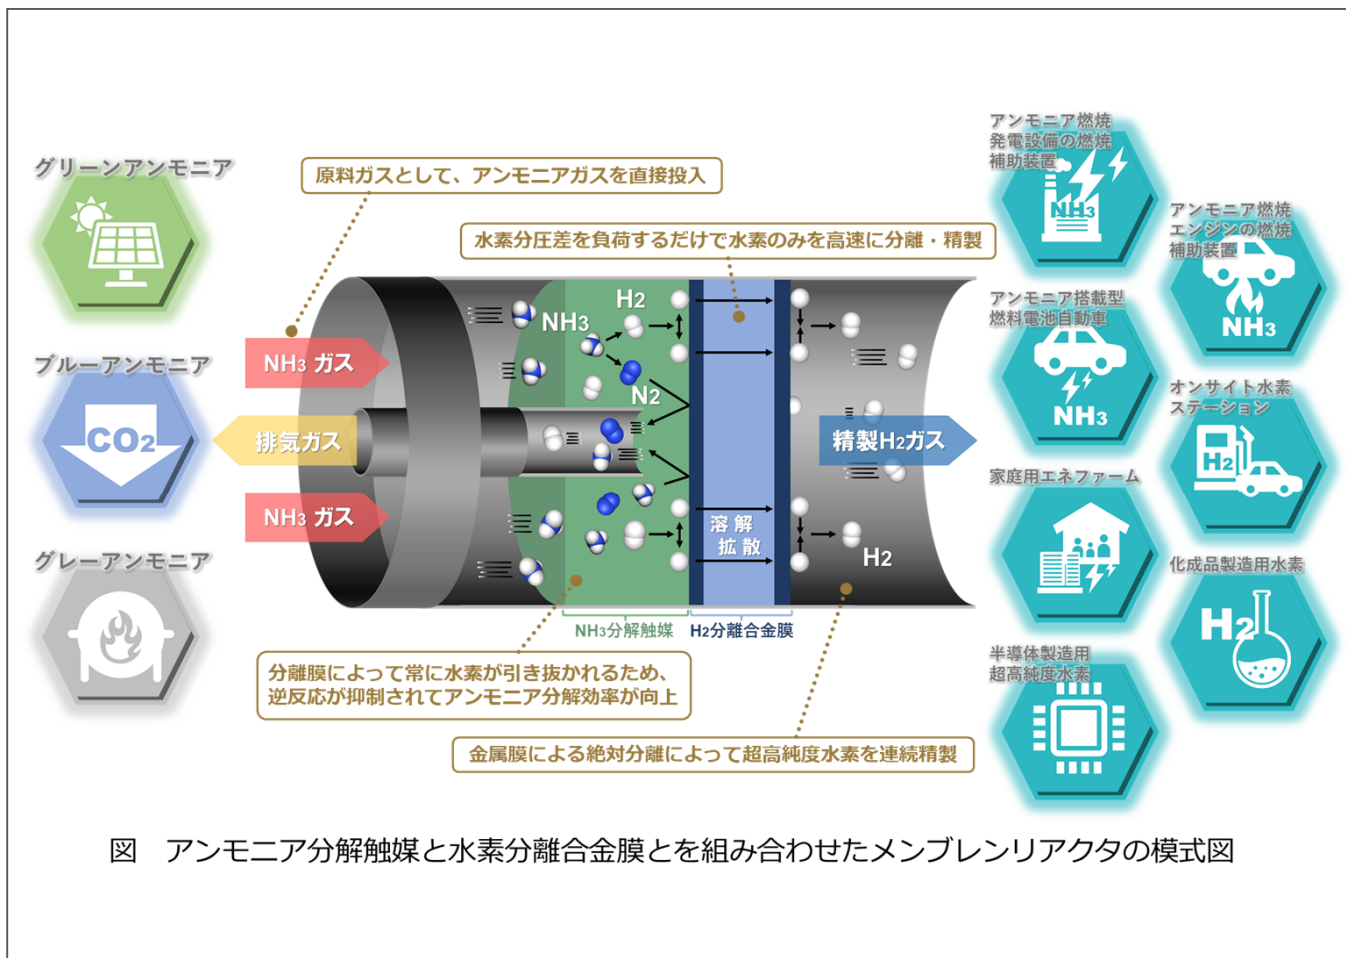 グリーンアンモニア
ブルーアンモニア
CO2
グレーアンモニア
原料ガスとして、アンモニアガスを直接投入
水素分圧差を負荷するだけで水素のみを高速に分離・精製
NH3 ガス
排気ガス
NH3 ガス
NH3
H2
N2
溶解
拡散
精製H2ガス
H2
NH3分解触媒
H2分離合金膜
分離膜によって常に水素が引き抜かれるため、
逆反応が抑制されてアンモニア分解効率が向上
金属膜による絶対分離によって超高純度水素を連続精製
アンモニア燃焼
発電設備の燃焼
補助装置
NH3
アンモニア燃焼
エンジンの燃焼
補助装置
NH3
アンモニア搭載型
燃料電池自動車
NH3
オンサイト水素
ステーション
H2
家庭用エネファーム
化成品製造用水素
H2
半導体製造用
超高純度水素
図　アンモニア分解触媒と水素分離合金膜とを組み合わせたメンブレンリアクタの模式図